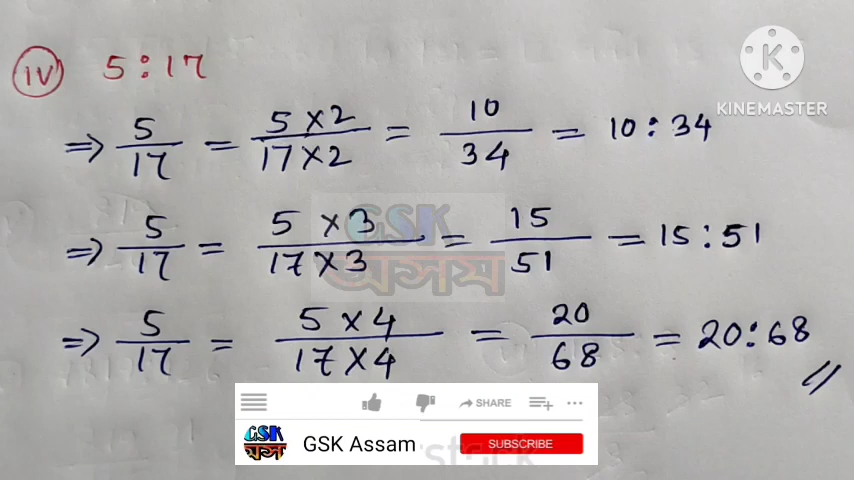 iv 5:17
KINEMASTER
⇒ 5/17 = 5×2/17×2 = 10/34 = 10:34
⇒ 5/17 = 5×3/17×3 = 15/51 = 15:51
GSK
অসম
⇒ 5/17 = 5×4/17×4 = 20/68 = 20:68 //
SHARE
GSK
অসম
GSK Assam
SUBSCRIBE